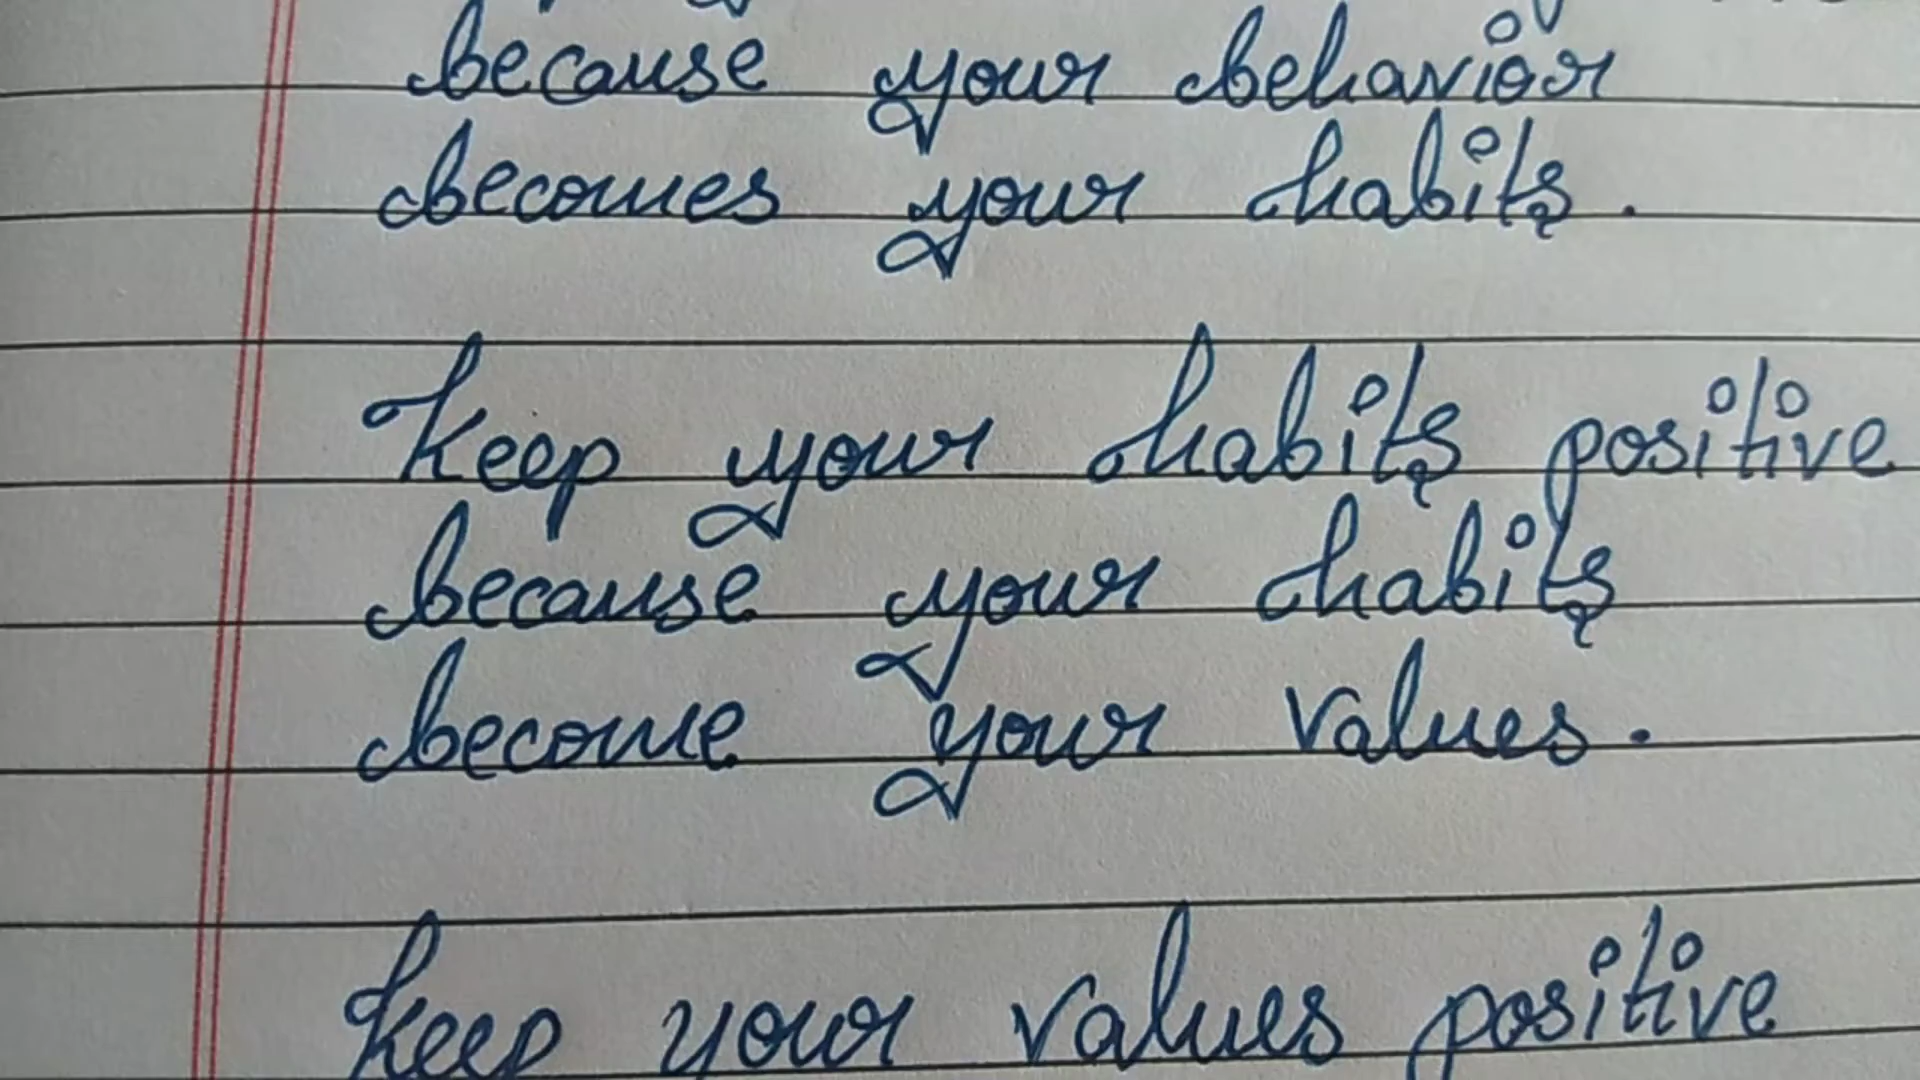 because your behavior
becomes your habits.
Keep your habits positive
because your habits
become your values.
Keep your values positive